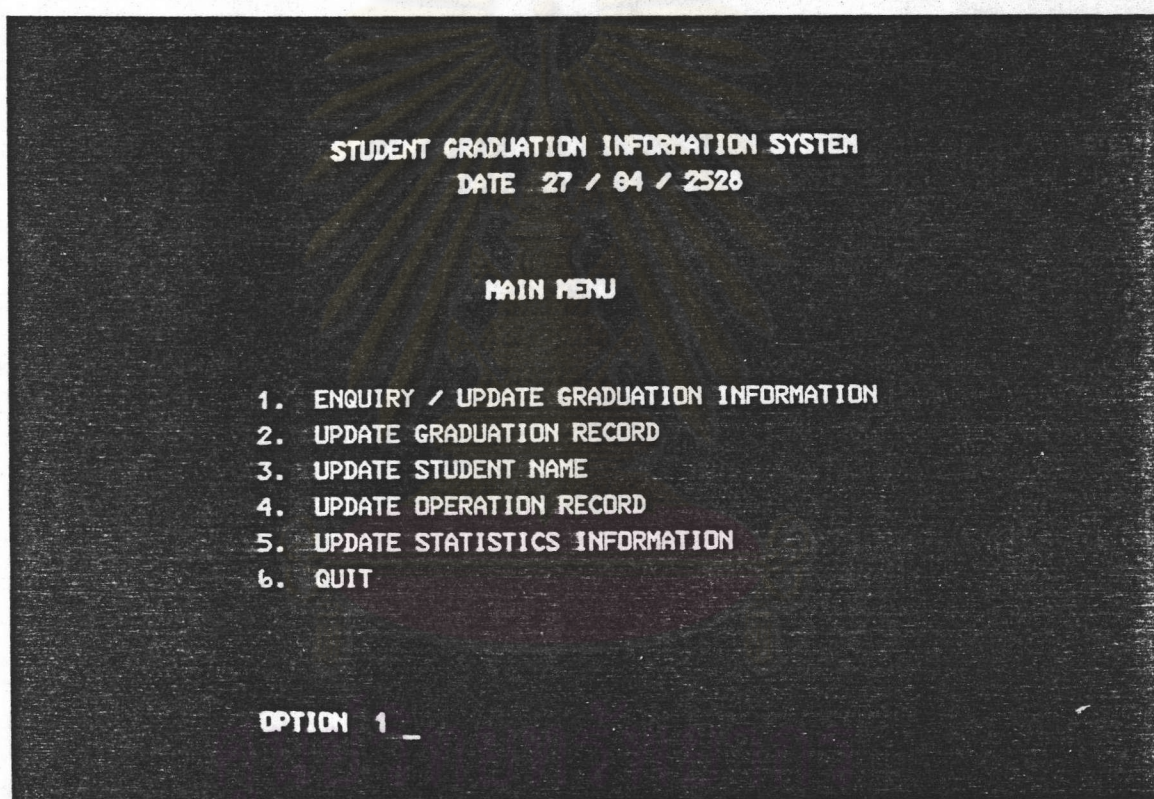 STUDENT GRADUATION INFORMATION SYSTEM
DATE 27 / 04 / 2528
MAIN MENU
1. ENQUIRY / UPDATE GRADUATION INFORMATION
2. UPDATE GRADUATION RECORD
3. UPDATE STUDENT NAME
4. UPDATE OPERATION RECORD
5. UPDATE STATISTICS INFORMATION
6. QUIT
OPTION 1 _